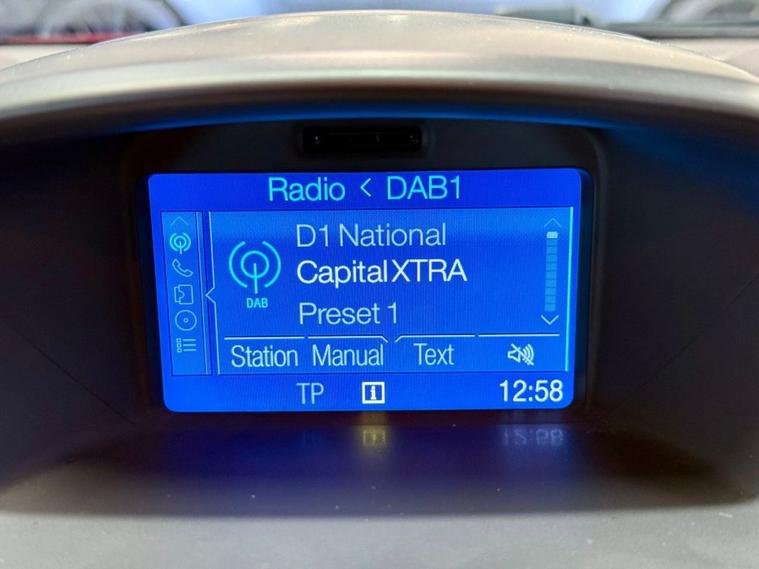 Radio < DAB1
D1 National
Capital XTRA
DAB
Preset 1
Station Manual Text
TP i 12:58